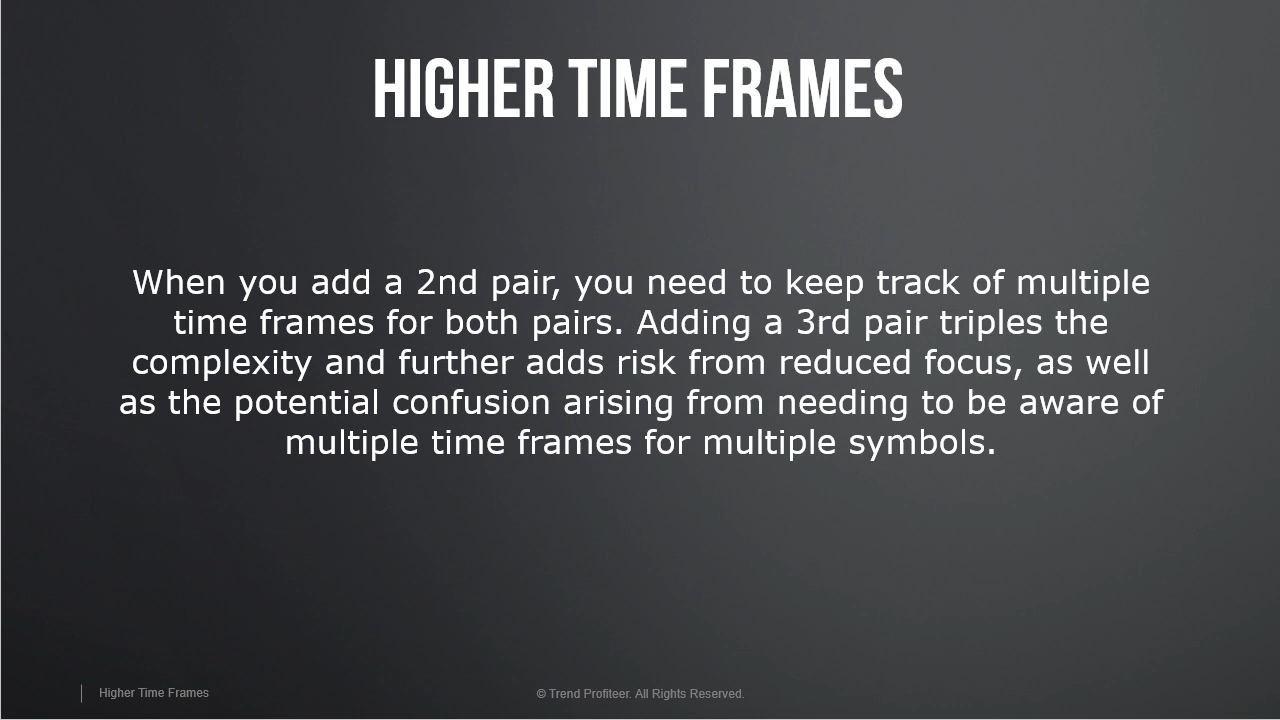 HIGHER TIME FRAMES
When you add a 2nd pair, you need to keep track of multiple
time frames for both pairs. Adding a 3rd pair triples the
complexity and further adds risk from reduced focus, as well
as the potential confusion arising from needing to be aware of
multiple time frames for multiple symbols.
Higher Time Frames
© Trend Profiteer. All Rights Reserved.